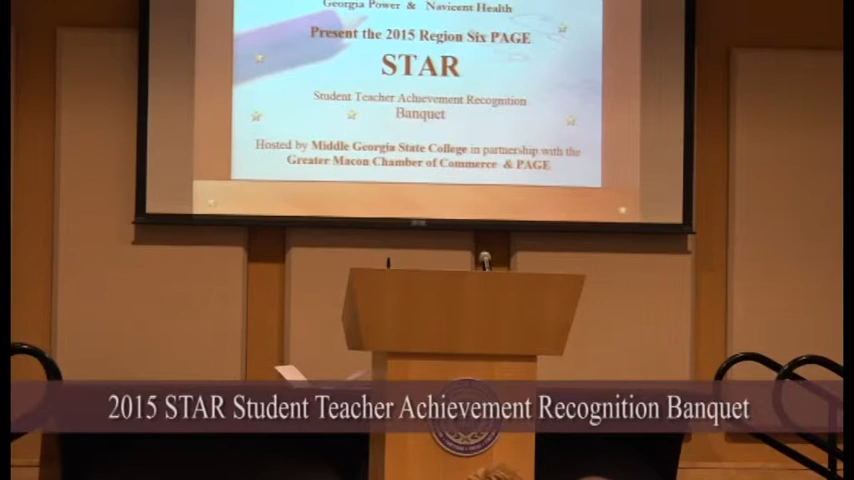 Georgia Power & Navicent Health
Present the 2015 Region Six PAGE
STAR
Student Teacher Achievement Recognition
Banquet
Hosted by Middle Georgia State College in partnership with the
Greater Macon Chamber of Commerce & PAGE
2015 STAR Student Teacher Achievement Recognition Banquet